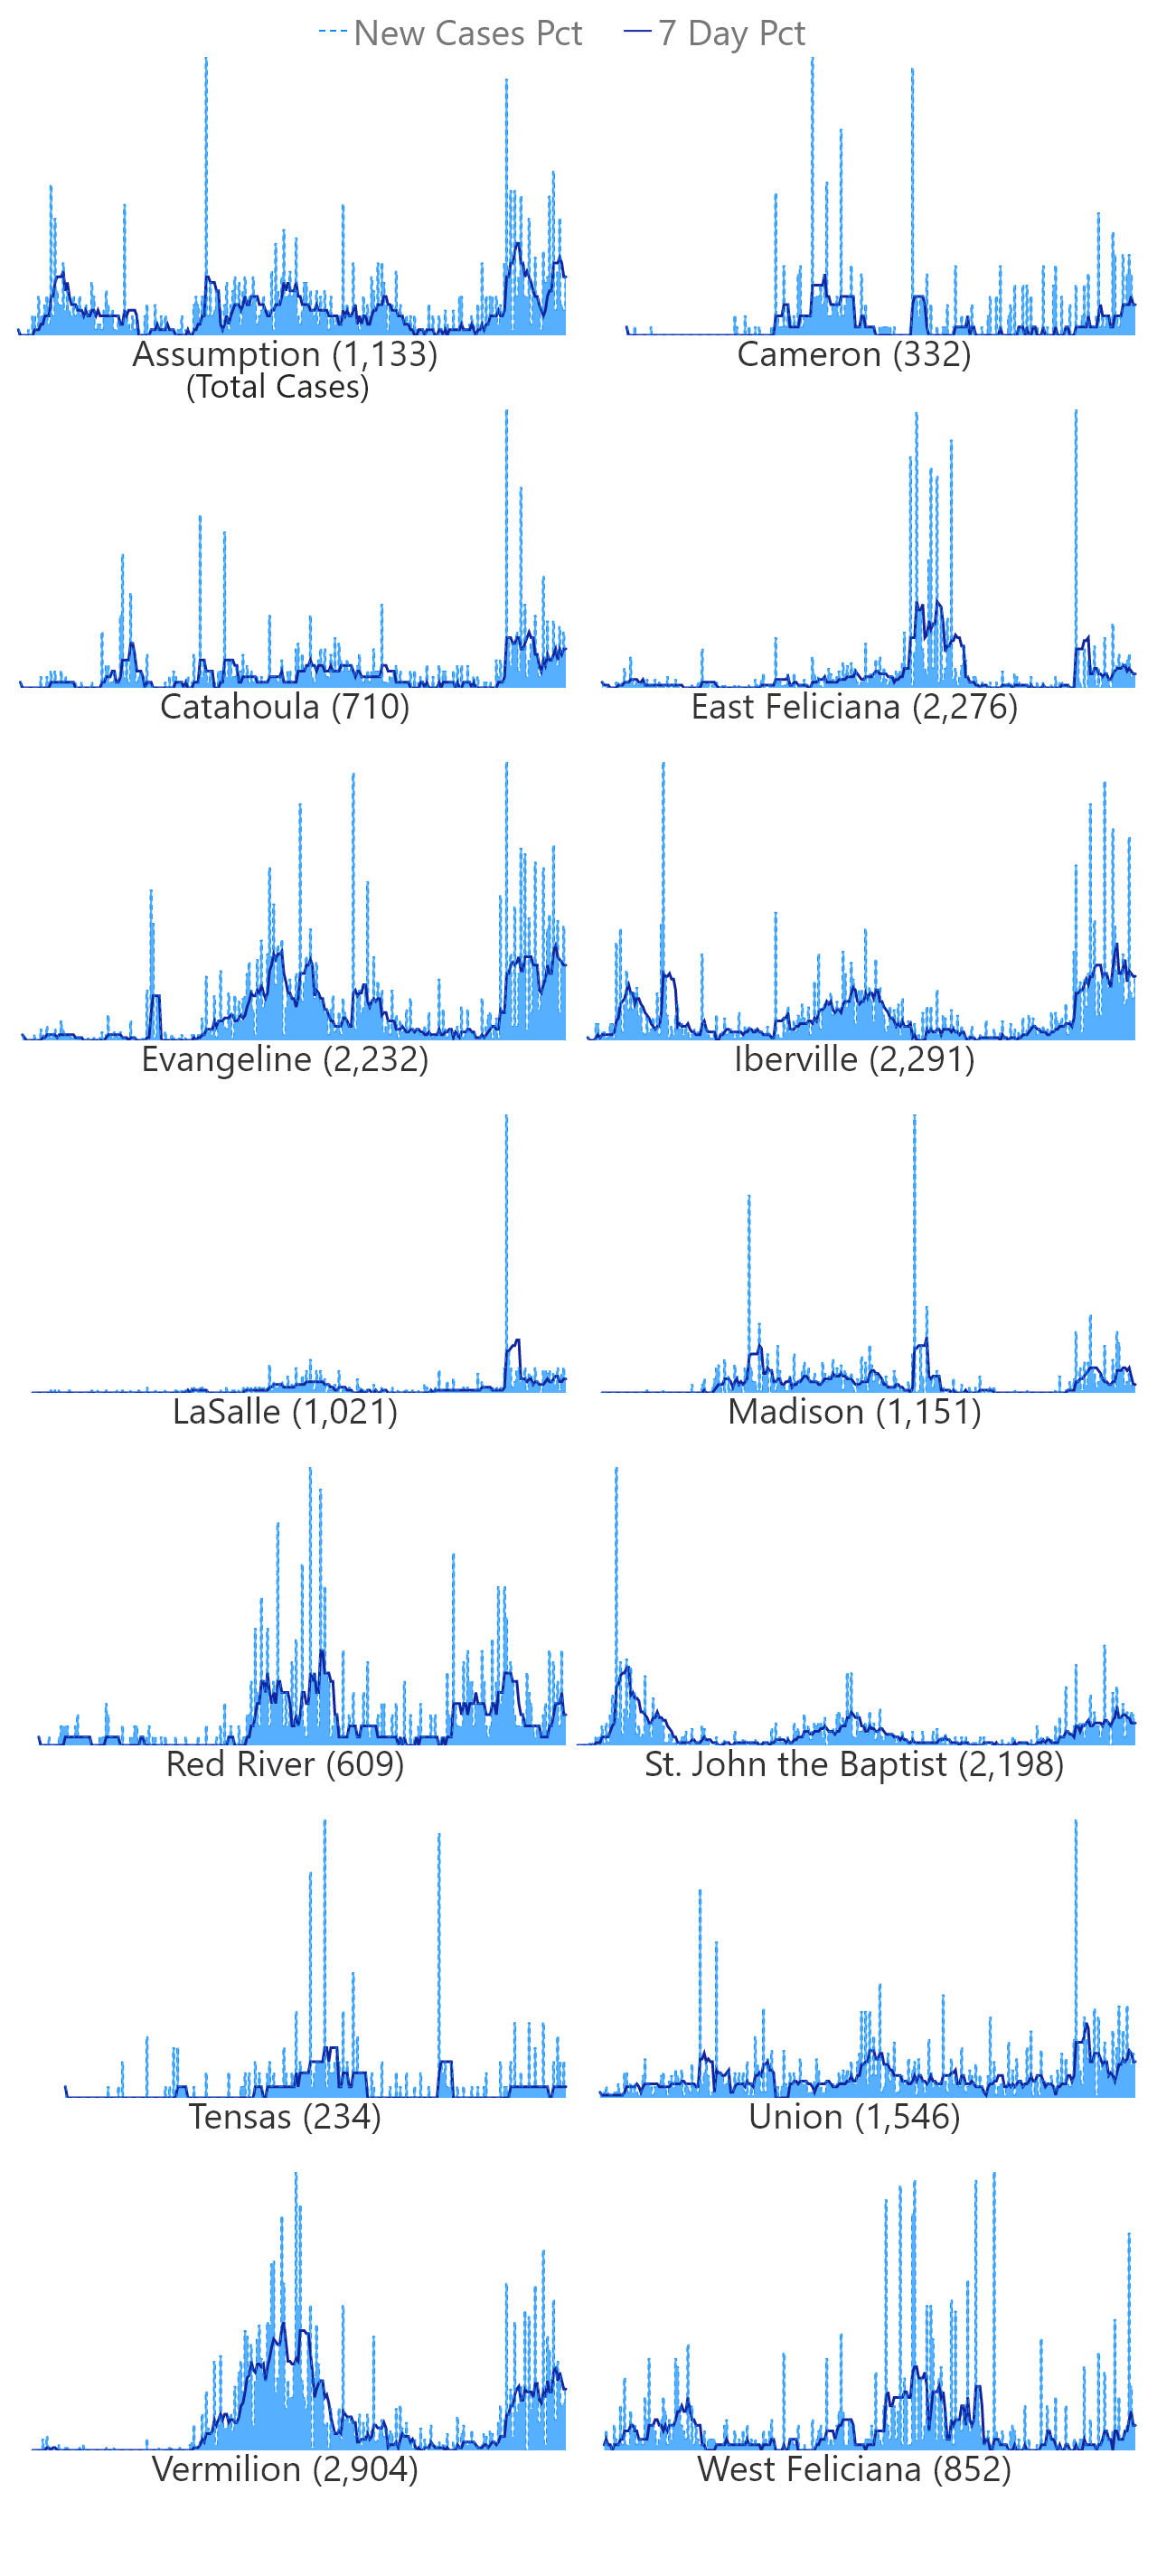 New Cases Pct 7 Day Pct
Assumption (1,133) Cameron (332)
(Total Cases)
Catahoula (710) East Feliciana (2,276)
Evangeline (2,232) Iberville (2,291)
LaSalle (1,021) Madison (1,151)
Red River (609) St. John the Baptist (2,198)
Tensas (234) Union (1,546)
Vermilion (2,904) West Feliciana (852)